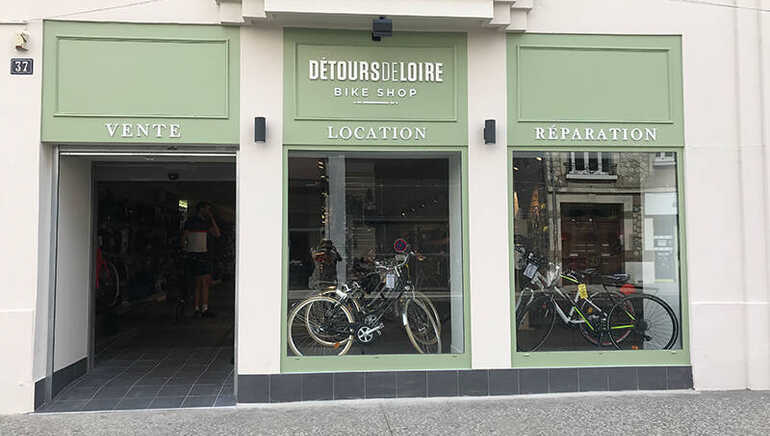 37
DÉTOURSDELOIRE
BIKE SHOP
VENTE
LOCATION
RÉPARATION